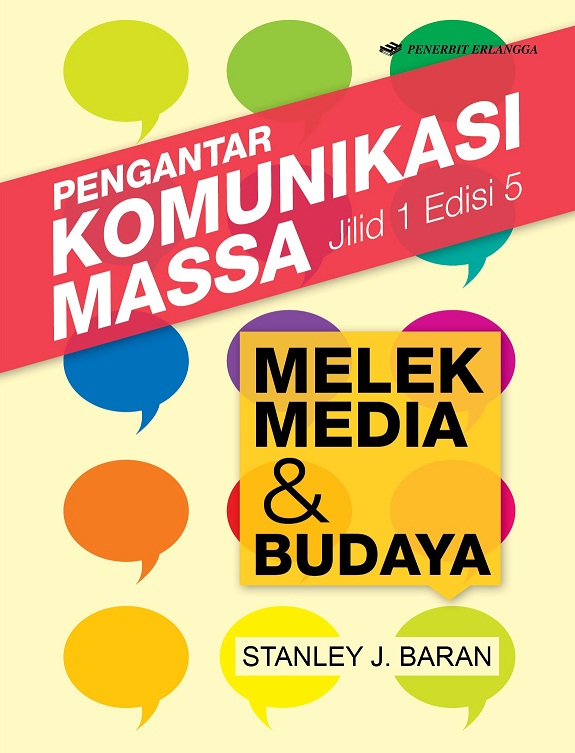 PENERBIT ERLANGGA
PENGANTAR
KOMUNIKASI
MASSA Jilid 1 Edisi 5
MELEK
MEDIA
&
BUDAYA
STANLEY J. BARAN